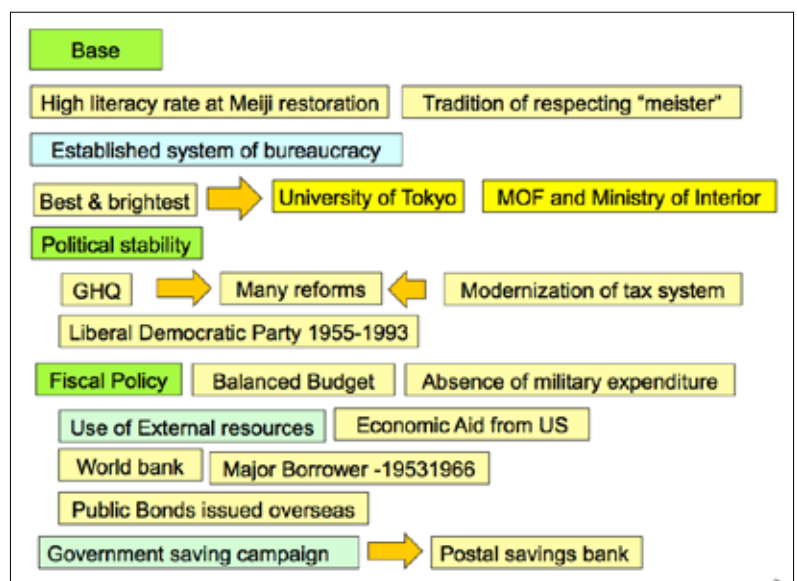 Base
High literacy rate at Meiji restoration Tradition of respecting “meister”
Established system of bureaucracy
Best & brightest University of Tokyo MOF and Ministry of Interior
Political stability
GHQ Many reforms Modernization of tax system
Liberal Democratic Party 1955-1993
Fiscal Policy Balanced Budget Absence of military expenditure
Use of External resources Economic Aid from US
World bank Major Borrower -19531966
Public Bonds issued overseas
Government saving campaign Postal savings bank